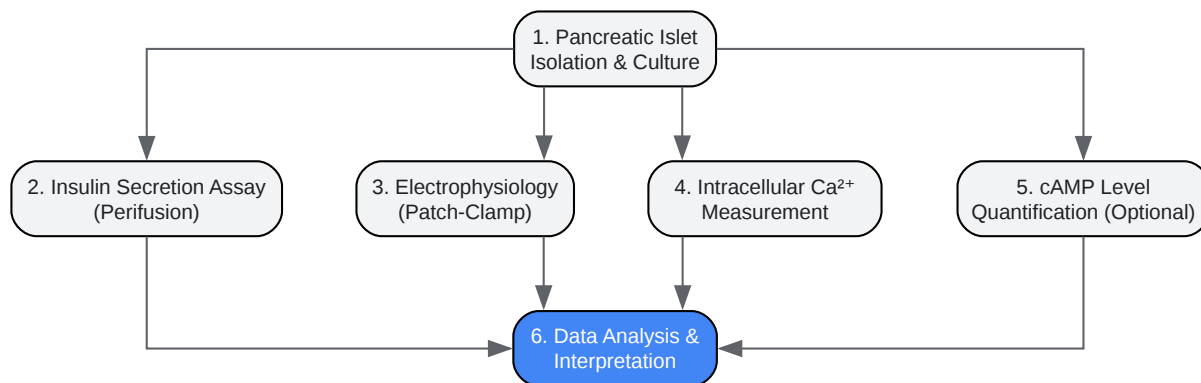 1. Pancreatic Islet
Isolation & Culture
2. Insulin Secretion Assay
(Perifusion)
3. Electrophysiology
(Patch-Clamp)
4. Intracellular Ca²⁺
Measurement
5. cAMP Level
Quantification (Optional)
6. Data Analysis &
Interpretation